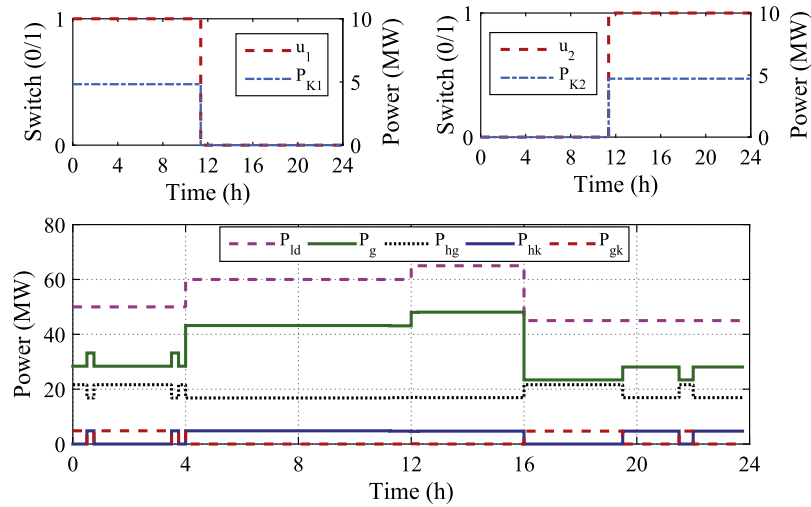 1 10
Switch (0/1)
u1
PK1
5
Power (MW)
0 0
0 4 8 12 16 20 24
Time (h)
1 10
Switch (0/1)
u2
PK2
5
Power (MW)
0 0
0 4 8 12 16 20 24
Time (h)
80
Pld Pg Phg Phk Pgk
60
Power (MW)
40
20
0
0 4 8 12 16 20 24
Time (h)